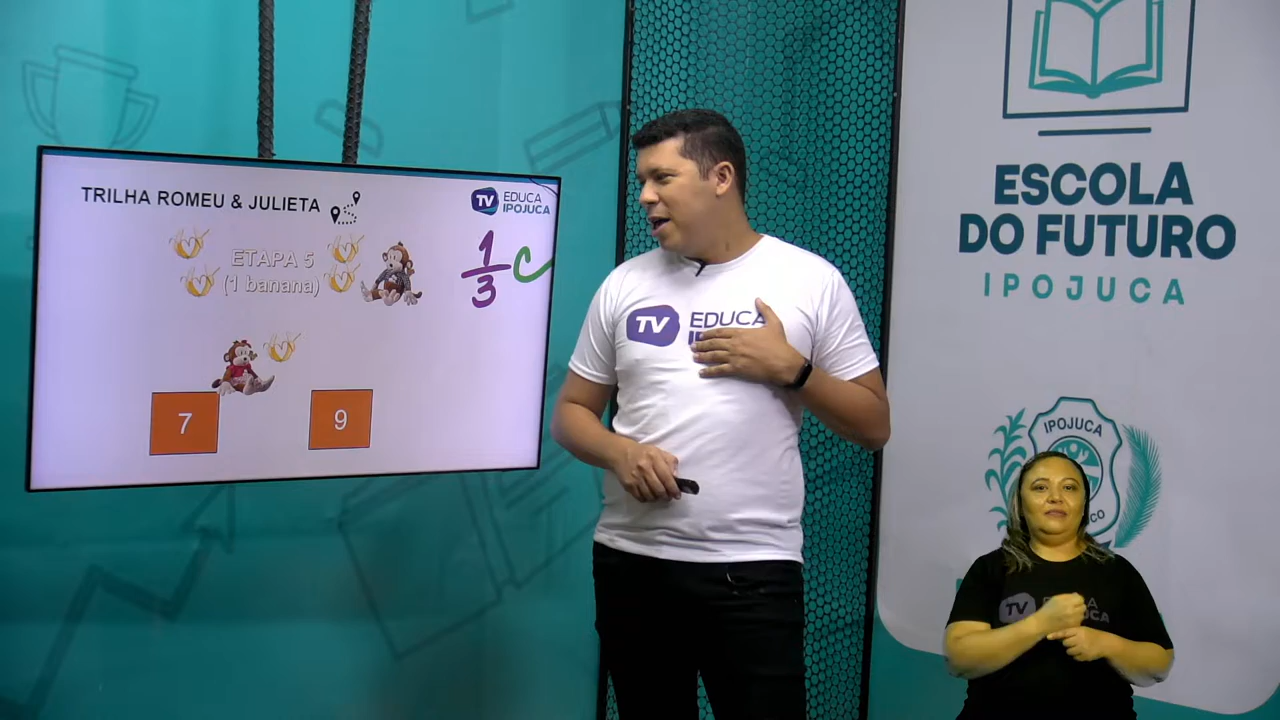 TRILHA ROMEU & JULIETA
TV EDUCA
IPOJUCA
ETAPA 5
(1 banana)
1
3
C
7
9
TV EDUCA
ESCOLA
DO FUTURO
IPOJUCA
IPOJUCA
TV